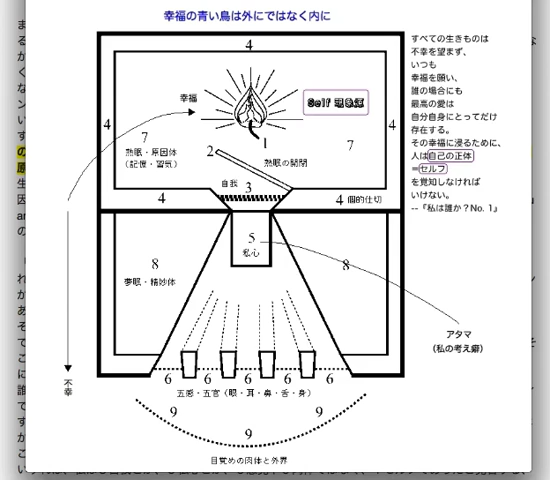 幸福の青い鳥は外にではなく内に
4
すべての生きものは
不幸を望まず、
いつも
幸福を願い、
誰の場合にも
最高の愛は
自分自身にとってだけ
存在する。
その幸福に浸るために、
人は自己の正体
=セルフ
を覚知しなければ
いけない。
--『私は誰か?No. 1』
幸福
Self 現象源
4
4
1
7
7
2
熟眠・原因体
(記憶・習気)
熟眠の開閉
自我
3
4
4 個的仕切
5
私心
8
夢眠・精妙体
8
アタマ
(私の考え癖)
不幸
6 6 6 6 6
五感・五官(眼・耳・鼻・舌・身)
9
9
9
目覚めの肉体と外界